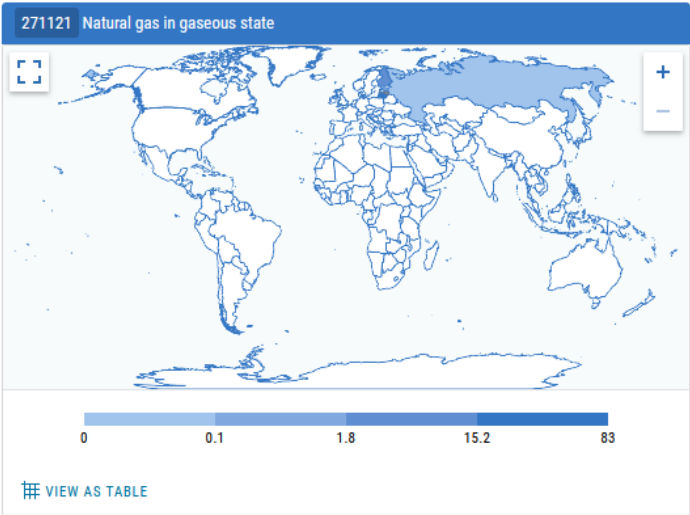 271121 Natural gas in gaseous state
+
−
0 0.1 1.8 15.2 83
VIEW AS TABLE